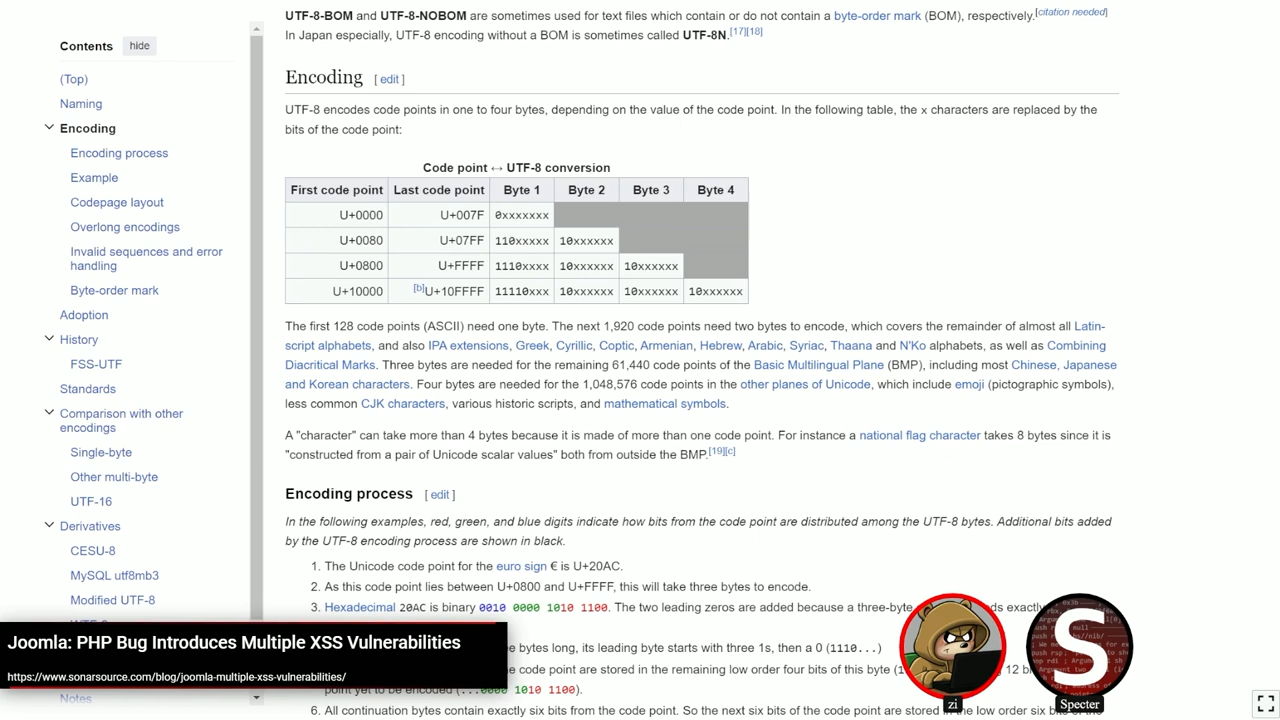 UTF-8-BOM and UTF-8-NOBOM are sometimes used for text files which contain or do not contain a byte-order mark (BOM), respectively.[citation needed]
In Japan especially, UTF-8 encoding without a BOM is sometimes called UTF-8N.[17][18]
Contents hide
(Top)
Naming
Encoding
Encoding process
Example
Codepage layout
Overlong encodings
Invalid sequences and error
handling
Byte-order mark
Adoption
History
FSS-UTF
Standards
Comparison with other
encodings
Single-byte
Other multi-byte
UTF-16
Derivatives
CESU-8
MySQL utf8mb3
Modified UTF-8
Notes
Encoding [ edit ]
UTF-8 encodes code points in one to four bytes, depending on the value of the code point. In the following table, the x characters are replaced by the
bits of the code point:
Code point ↔ UTF-8 conversion
First code point Last code point Byte 1 Byte 2 Byte 3 Byte 4
U+0000 U+007F 0xxxxxxx
U+0080 U+07FF 110xxxxx 10xxxxxx
U+0800 U+FFFF 1110xxxx 10xxxxxx 10xxxxxx
U+10000 [b]U+10FFFF 11110xxx 10xxxxxx 10xxxxxx 10xxxxxx
The first 128 code points (ASCII) need one byte. The next 1,920 code points need two bytes to encode, which covers the remainder of almost all Latin-
script alphabets, and also IPA extensions, Greek, Cyrillic, Coptic, Armenian, Hebrew, Arabic, Syriac, Thaana and N'Ko alphabets, as well as Combining
Diacritical Marks. Three bytes are needed for the remaining 61,440 code points of the Basic Multilingual Plane (BMP), including most Chinese, Japanese
and Korean characters. Four bytes are needed for the 1,048,576 code points in the other planes of Unicode, which include emoji (pictographic symbols),
less common CJK characters, various historic scripts, and mathematical symbols.
A "character" can take more than 4 bytes because it is made of more than one code point. For instance a national flag character takes 8 bytes since it is
"constructed from a pair of Unicode scalar values" both from outside the BMP.[19][c]
Encoding process [ edit ]
In the following examples, red, green, and blue digits indicate how bits from the code point are distributed among the UTF-8 bytes. Additional bits added
by the UTF-8 encoding process are shown in black.
1. The Unicode code point for the euro sign € is U+20AC.
2. As this code point lies between U+0800 and U+FFFF, this will take three bytes to encode.
3. Hexadecimal 20AC is binary 0010 0000 1010 1100. The two leading zeros are added because a three-byte exactly
e bytes long, its leading byte starts with three 1s, then a 0 (1110...)
e code point are stored in the remaining low order four bits of this byte 12
point yet to be encoded (...0000 1010 1100).
6. All continuation bytes contain exactly six bits from the code point. So the next six bits of the code point are stored in the low order six bits of
Joomla: PHP Bug Introduces Multiple XSS Vulnerabilities
https://www.sonarsource.com/blog/joomla-multiple-xss-vulnerabilities/
S
zi
Specter